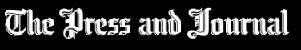 The Press and Journal